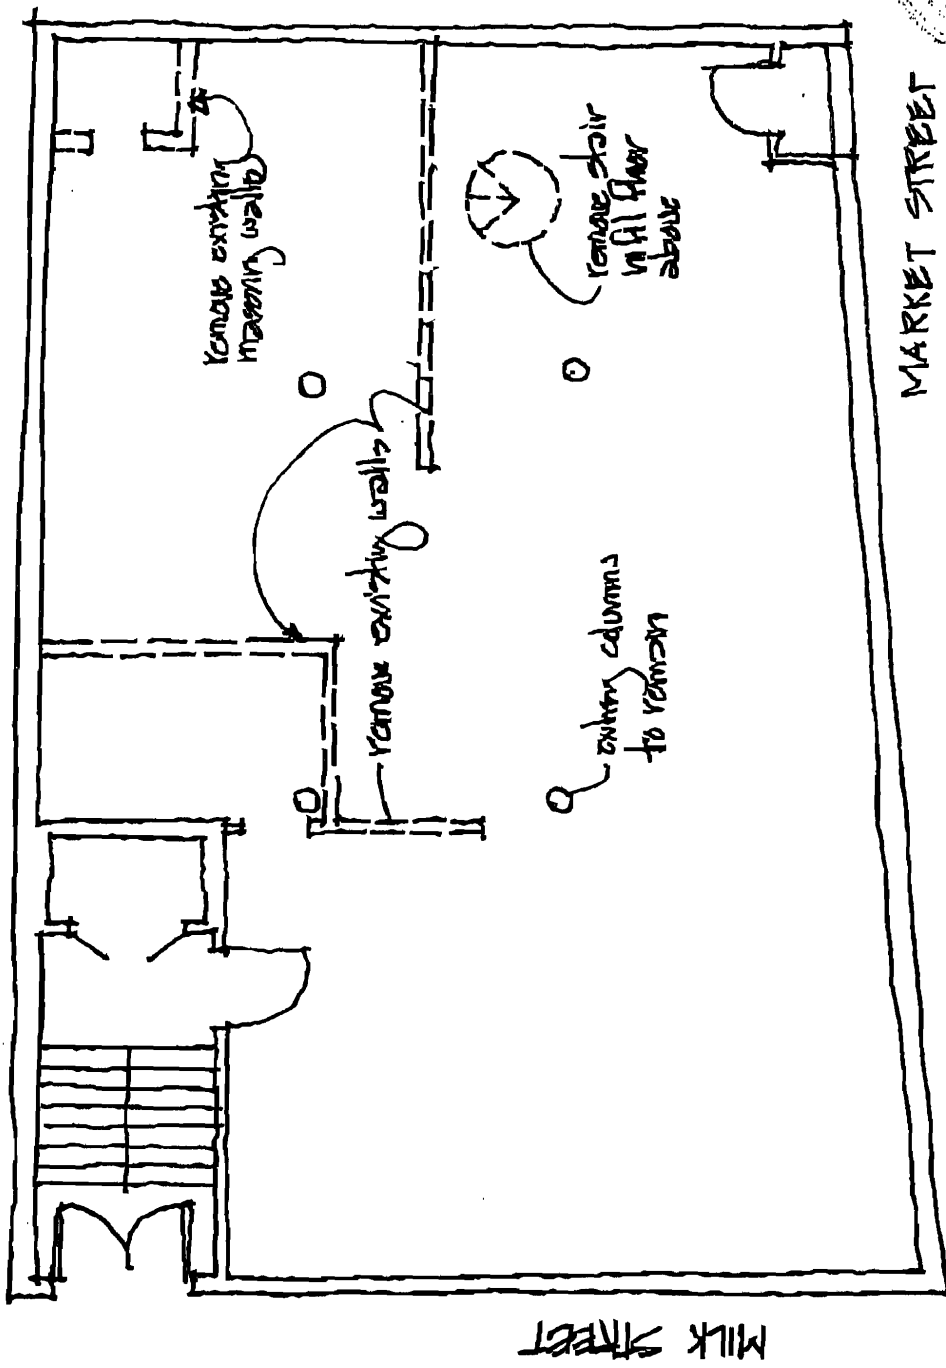 remove existing
masonry walls
remove stair
infill floor
above
MARKET STREET
remove existing walls
existing columns
to remain
MILK STREET